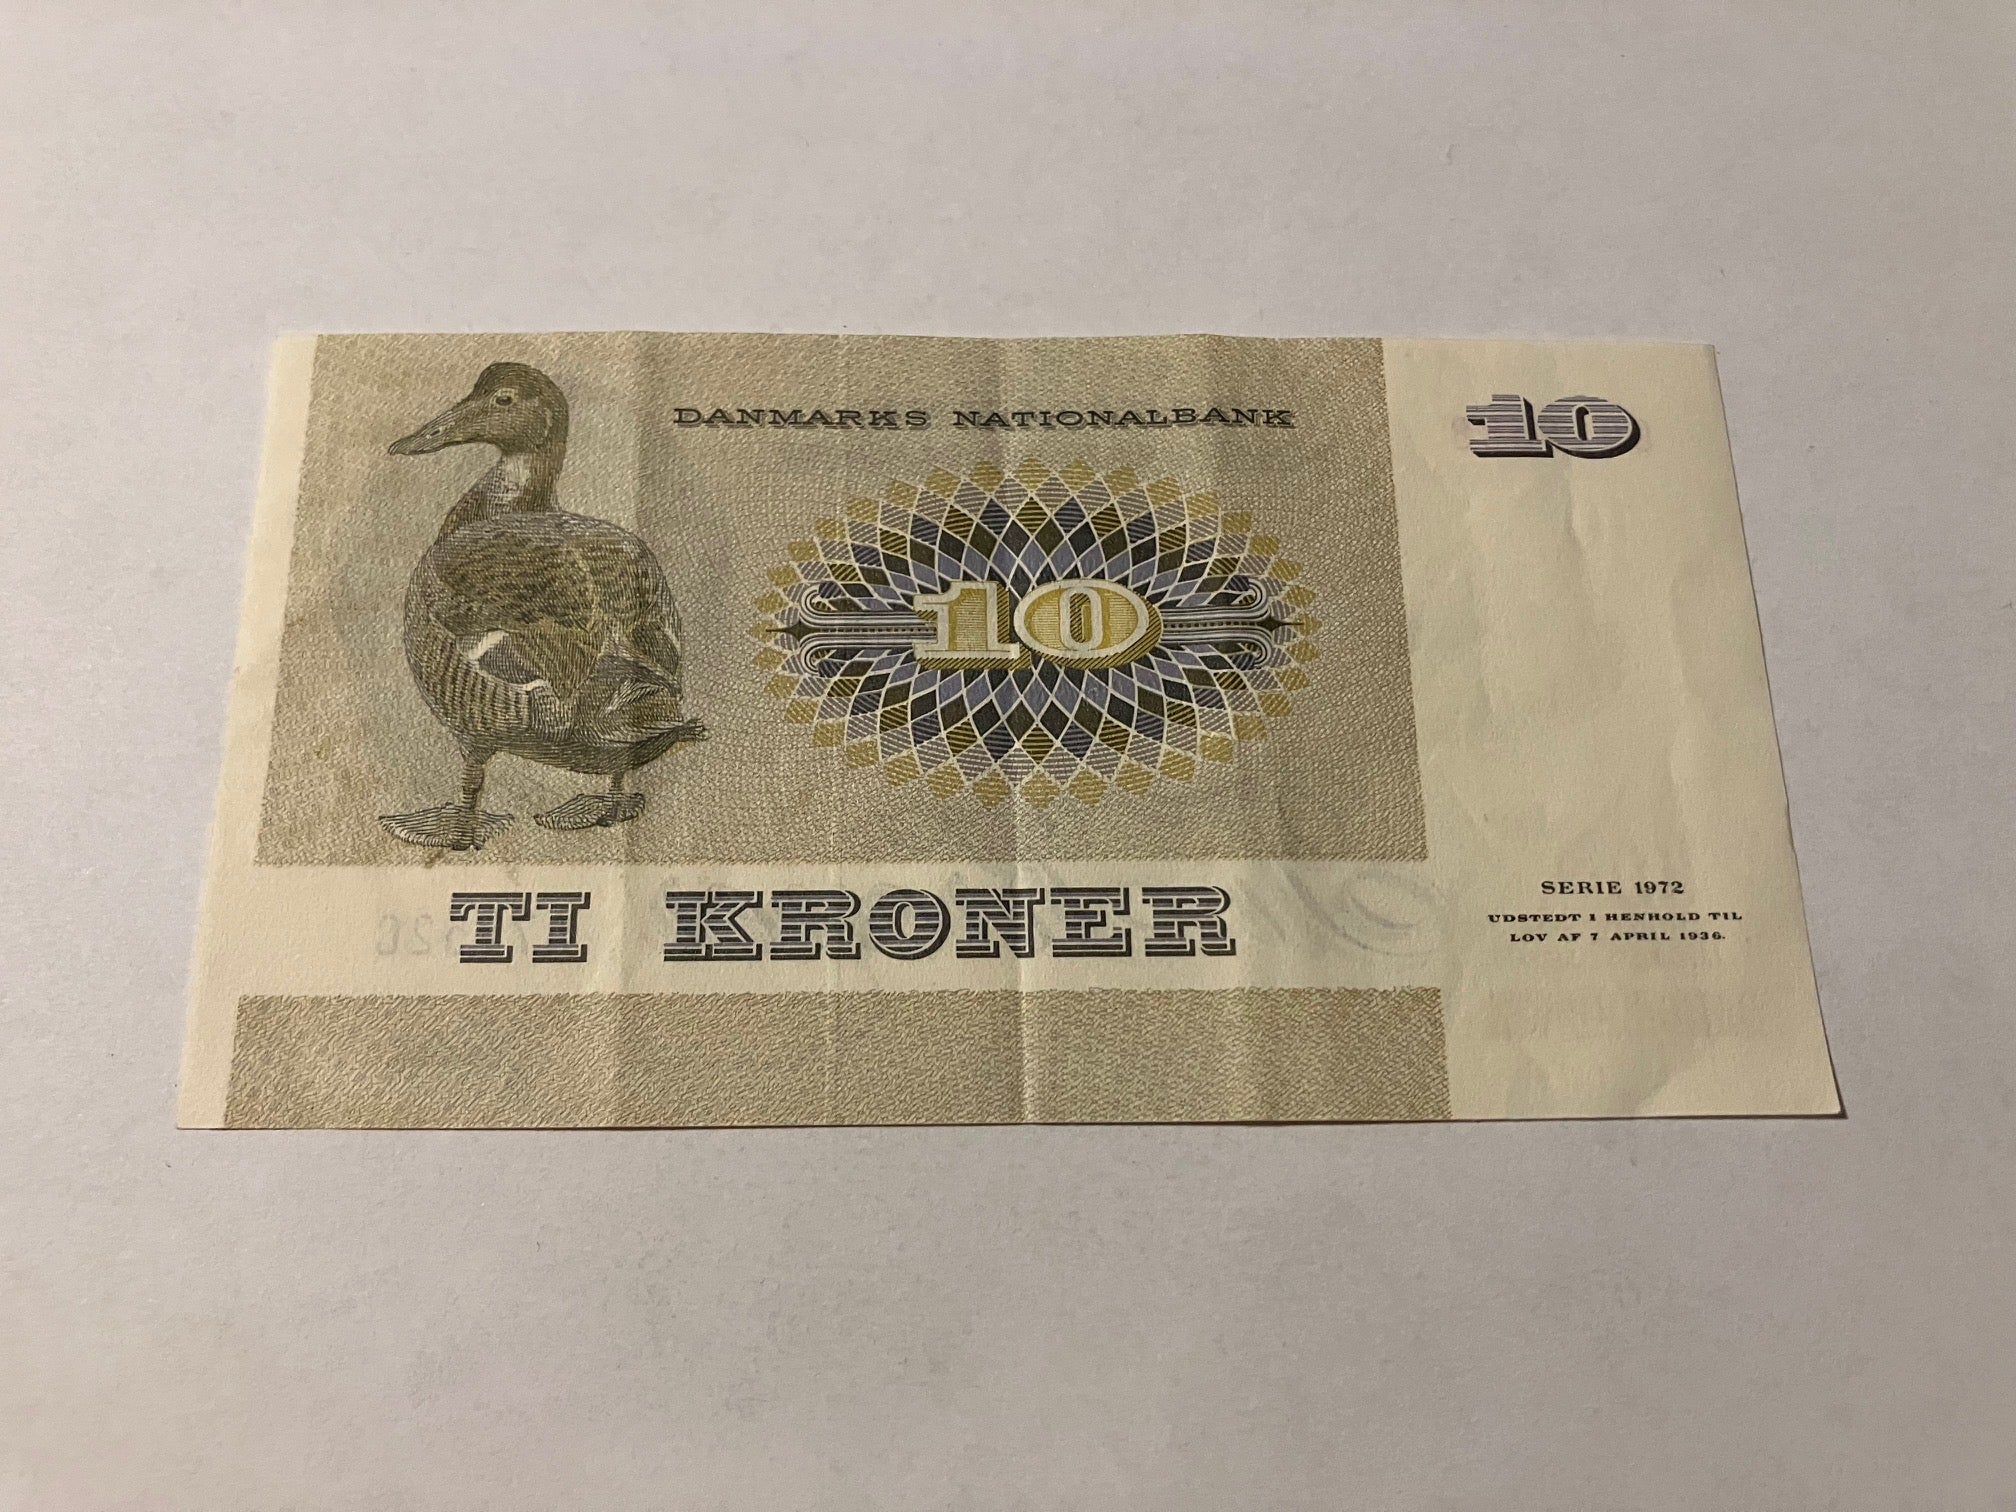 DANMARKS NATIONALBANK
10
10
TI KRONER
SERIE 1972
UDSTEDT I HENHOLD TIL
LOV AF 7 APRIL 1936.